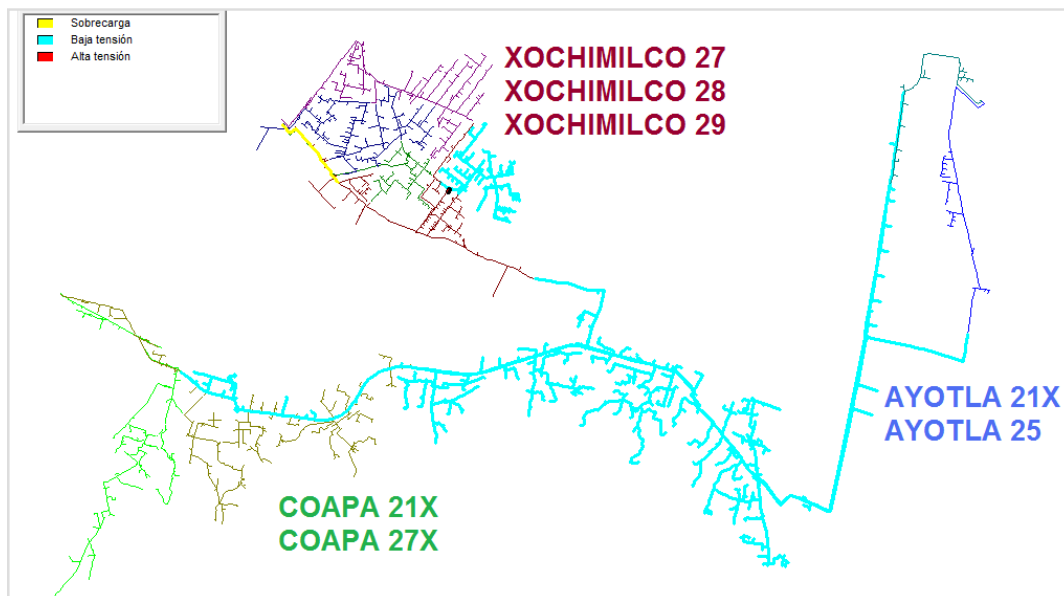 Sobrecarga
Baja tensión
Alta tensión
XOCHIMILCO 27
XOCHIMILCO 28
XOCHIMILCO 29
AYOTLA 21X
AYOTLA 25
COAPA 21X
COAPA 27X